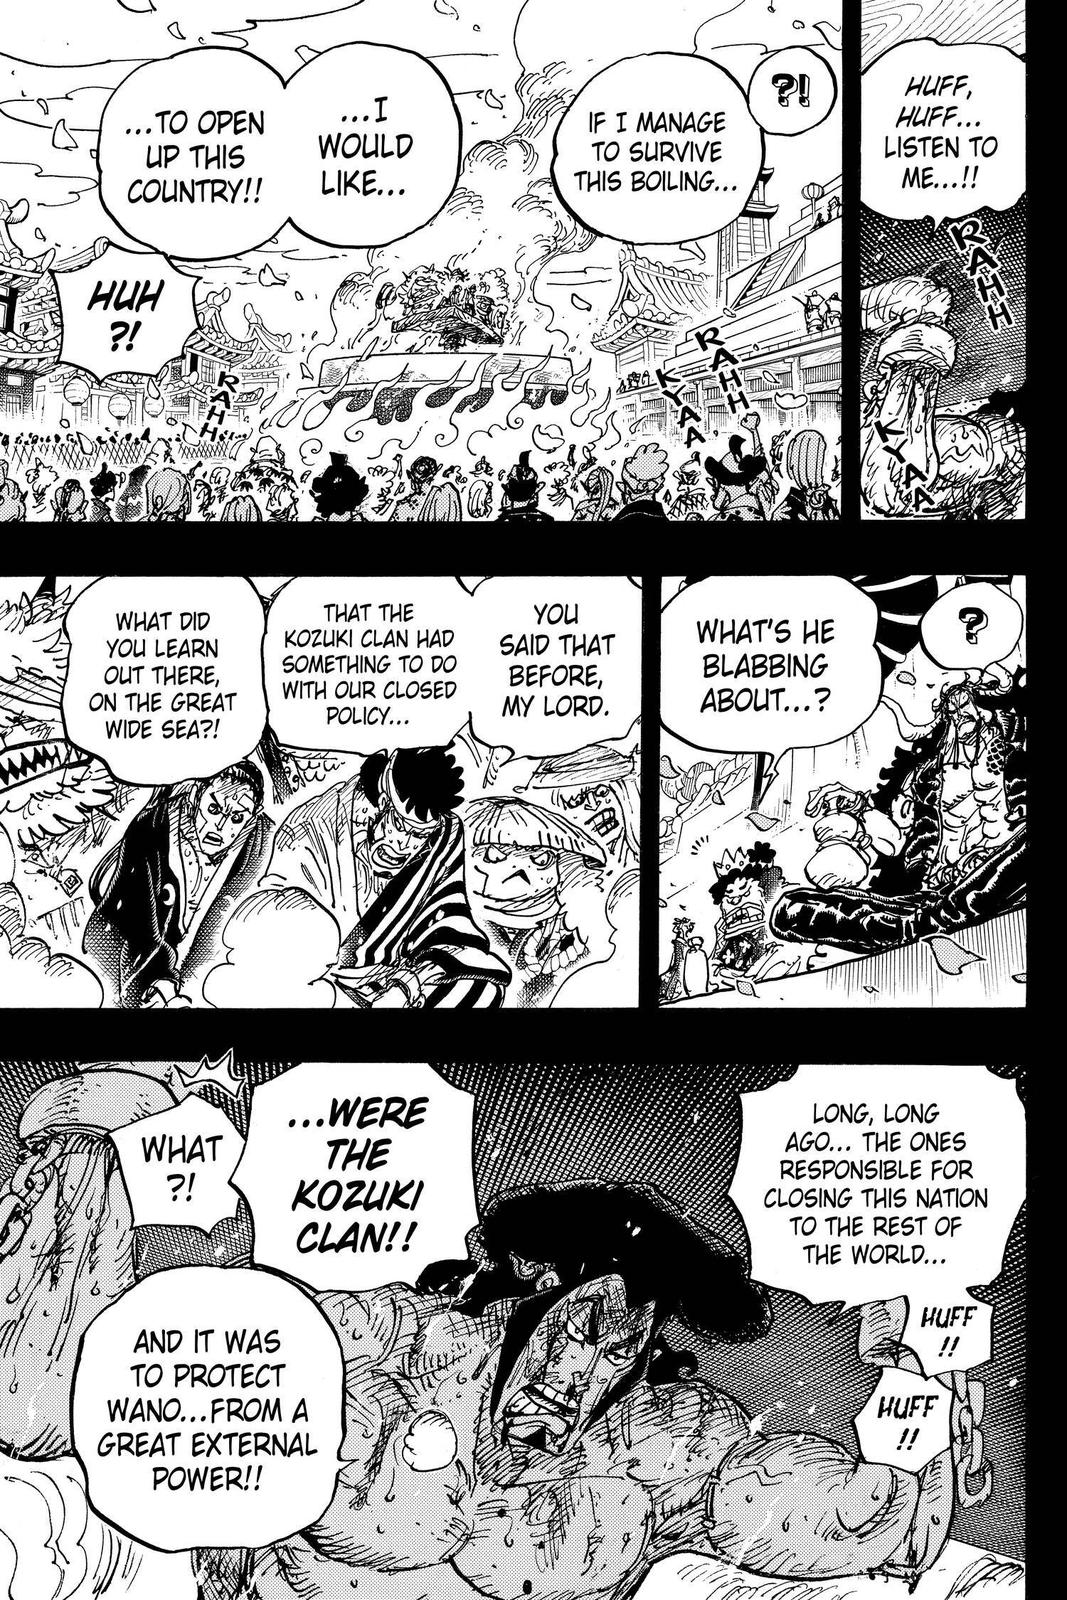 HUFF,
HUFF...
LISTEN TO
ME...!!
RAHH
KYAA
?!
IF I MANAGE
TO SURVIVE
THIS BOILING...
...I
WOULD
LIKE...
...TO OPEN
UP THIS
COUNTRY!!
HUH
?!
RAHH
KYAA
RAHH
?
WHAT'S HE
BLABBING
ABOUT...?
YOU
SAID THAT
BEFORE,
MY LORD.
THAT THE
KOZUKI CLAN HAD
SOMETHING TO DO
WITH OUR CLOSED
POLICY...
WHAT DID
YOU LEARN
OUT THERE,
ON THE GREAT
WIDE SEA?!
LONG, LONG
AGO... THE ONES
RESPONSIBLE FOR
CLOSING THIS NATION
TO THE REST OF
THE WORLD...
HUFF
!!
HUFF
!!
...WERE
THE
KOZUKI
CLAN!!
WHAT
?!
AND IT WAS
TO PROTECT
WANO...FROM A
GREAT EXTERNAL
POWER!!